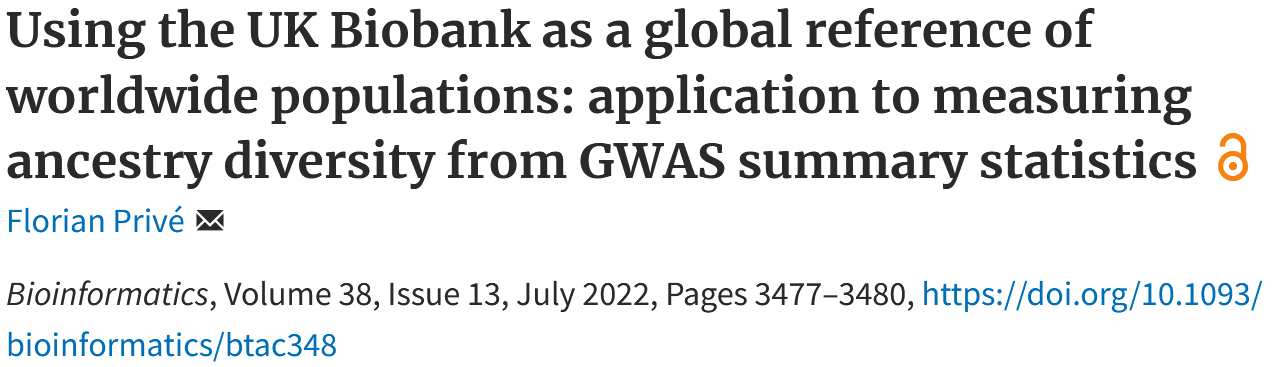 Using the UK Biobank as a global reference of
worldwide populations: application to measuring
ancestry diversity from GWAS summary statistics
Florian Privé
Bioinformatics, Volume 38, Issue 13, July 2022, Pages 3477–3480, https://doi.org/10.1093/
bioinformatics/btac348